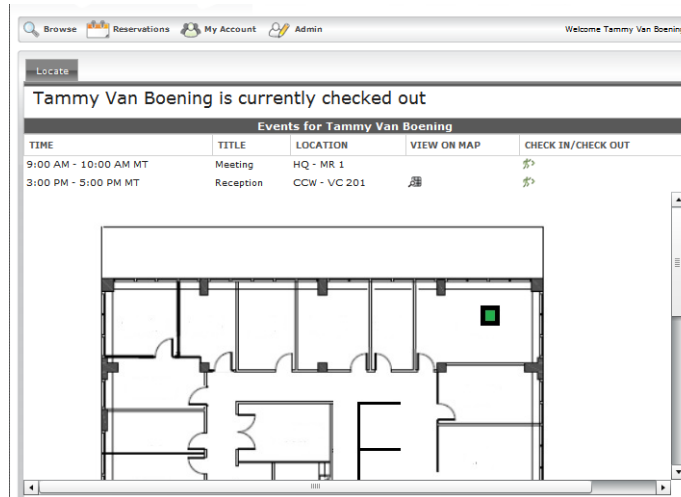 Browse Reservations My Account Admin Welcome Tammy Van Boening
Locate
Tammy Van Boening is currently checked out
Events for Tammy Van Boening
TIME TITLE LOCATION VIEW ON MAP CHECK IN/CHECK OUT
9:00 AM - 10:00 AM MT Meeting HQ - MR 1
3:00 PM - 5:00 PM MT Reception CCW - VC 201